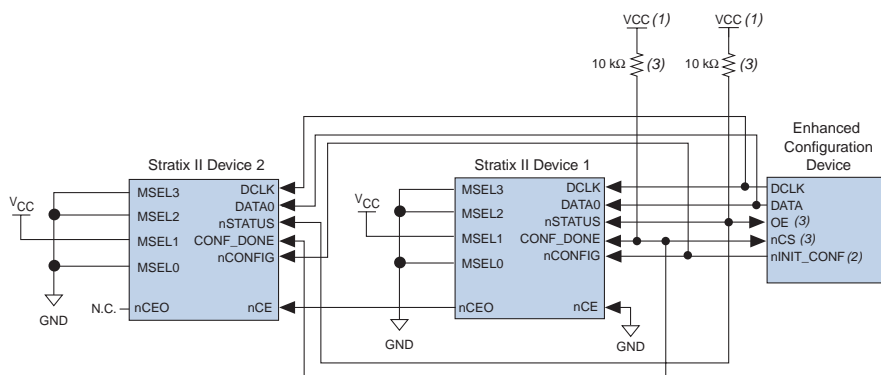 VCC (1) VCC (1)
10 kΩ (3) 10 kΩ (3)
Enhanced
Configuration
Device
Stratix II Device 2
VCC
MSEL3
MSEL2
MSEL1
MSEL0
DCLK
DATA0
nSTATUS
CONF_DONE
nCONFIG
N.C.
nCEO
nCE
GND
Stratix II Device 1
VCC
MSEL3
MSEL2
MSEL1
MSEL0
DCLK
DATA0
nSTATUS
CONF_DONE
nCONFIG
nCEO
nCE
GND
GND
DCLK
DATA
OE (3)
nCS (3)
nINIT_CONF (2)